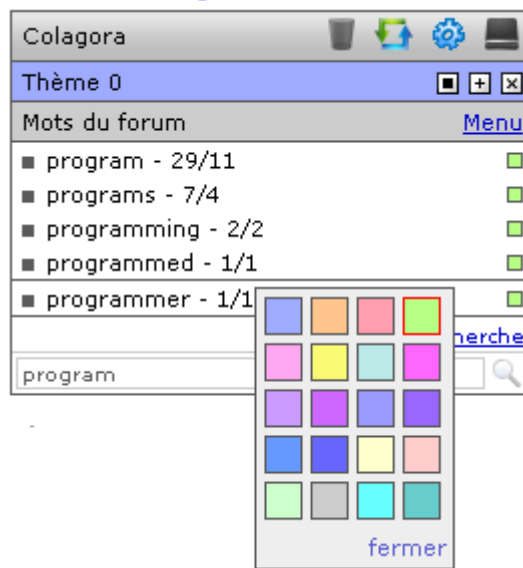 Colagora
Thème 0
Mots du forum Menu
program - 29/11
programs - 7/4
programming - 2/2
programmed - 1/1
programmer - 1/1
herche
program
fermer